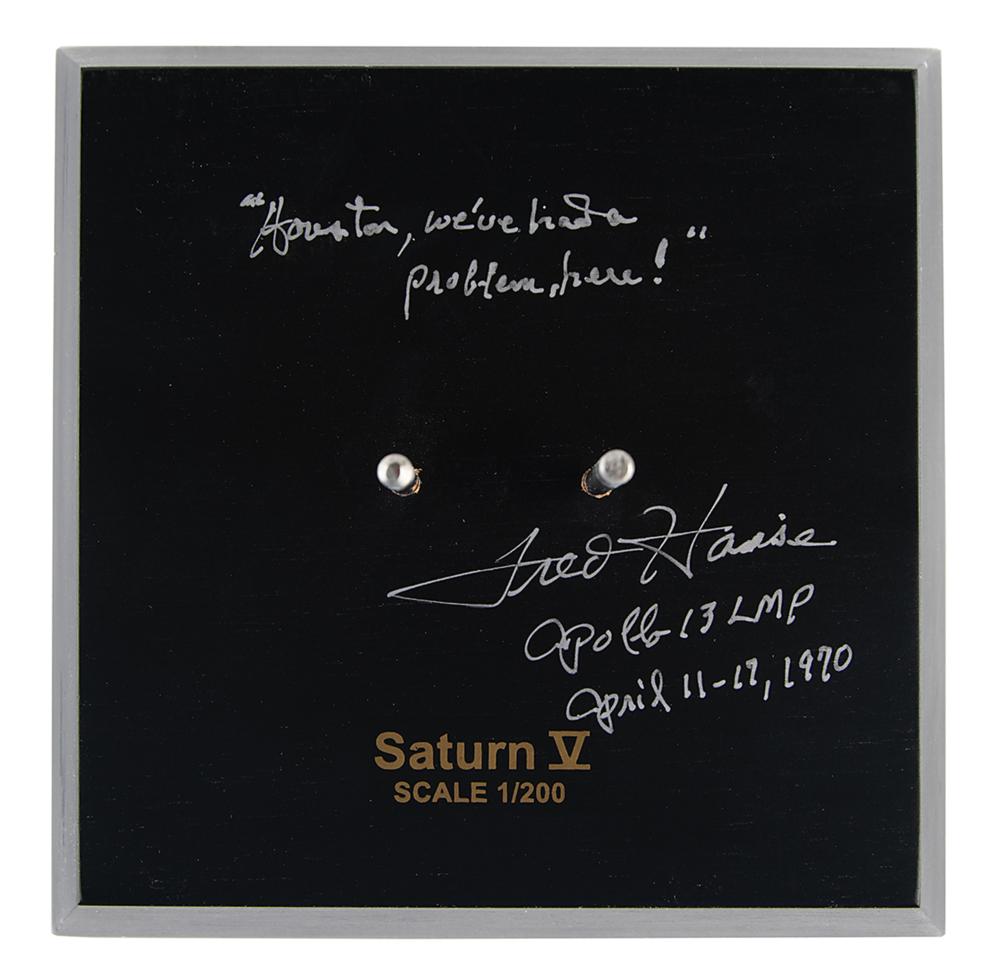 "Houston, we've had a
problem, here!"
Fred Haise
Apollo 13 LMP
April 11-17, 1970
Saturn V
SCALE 1/200